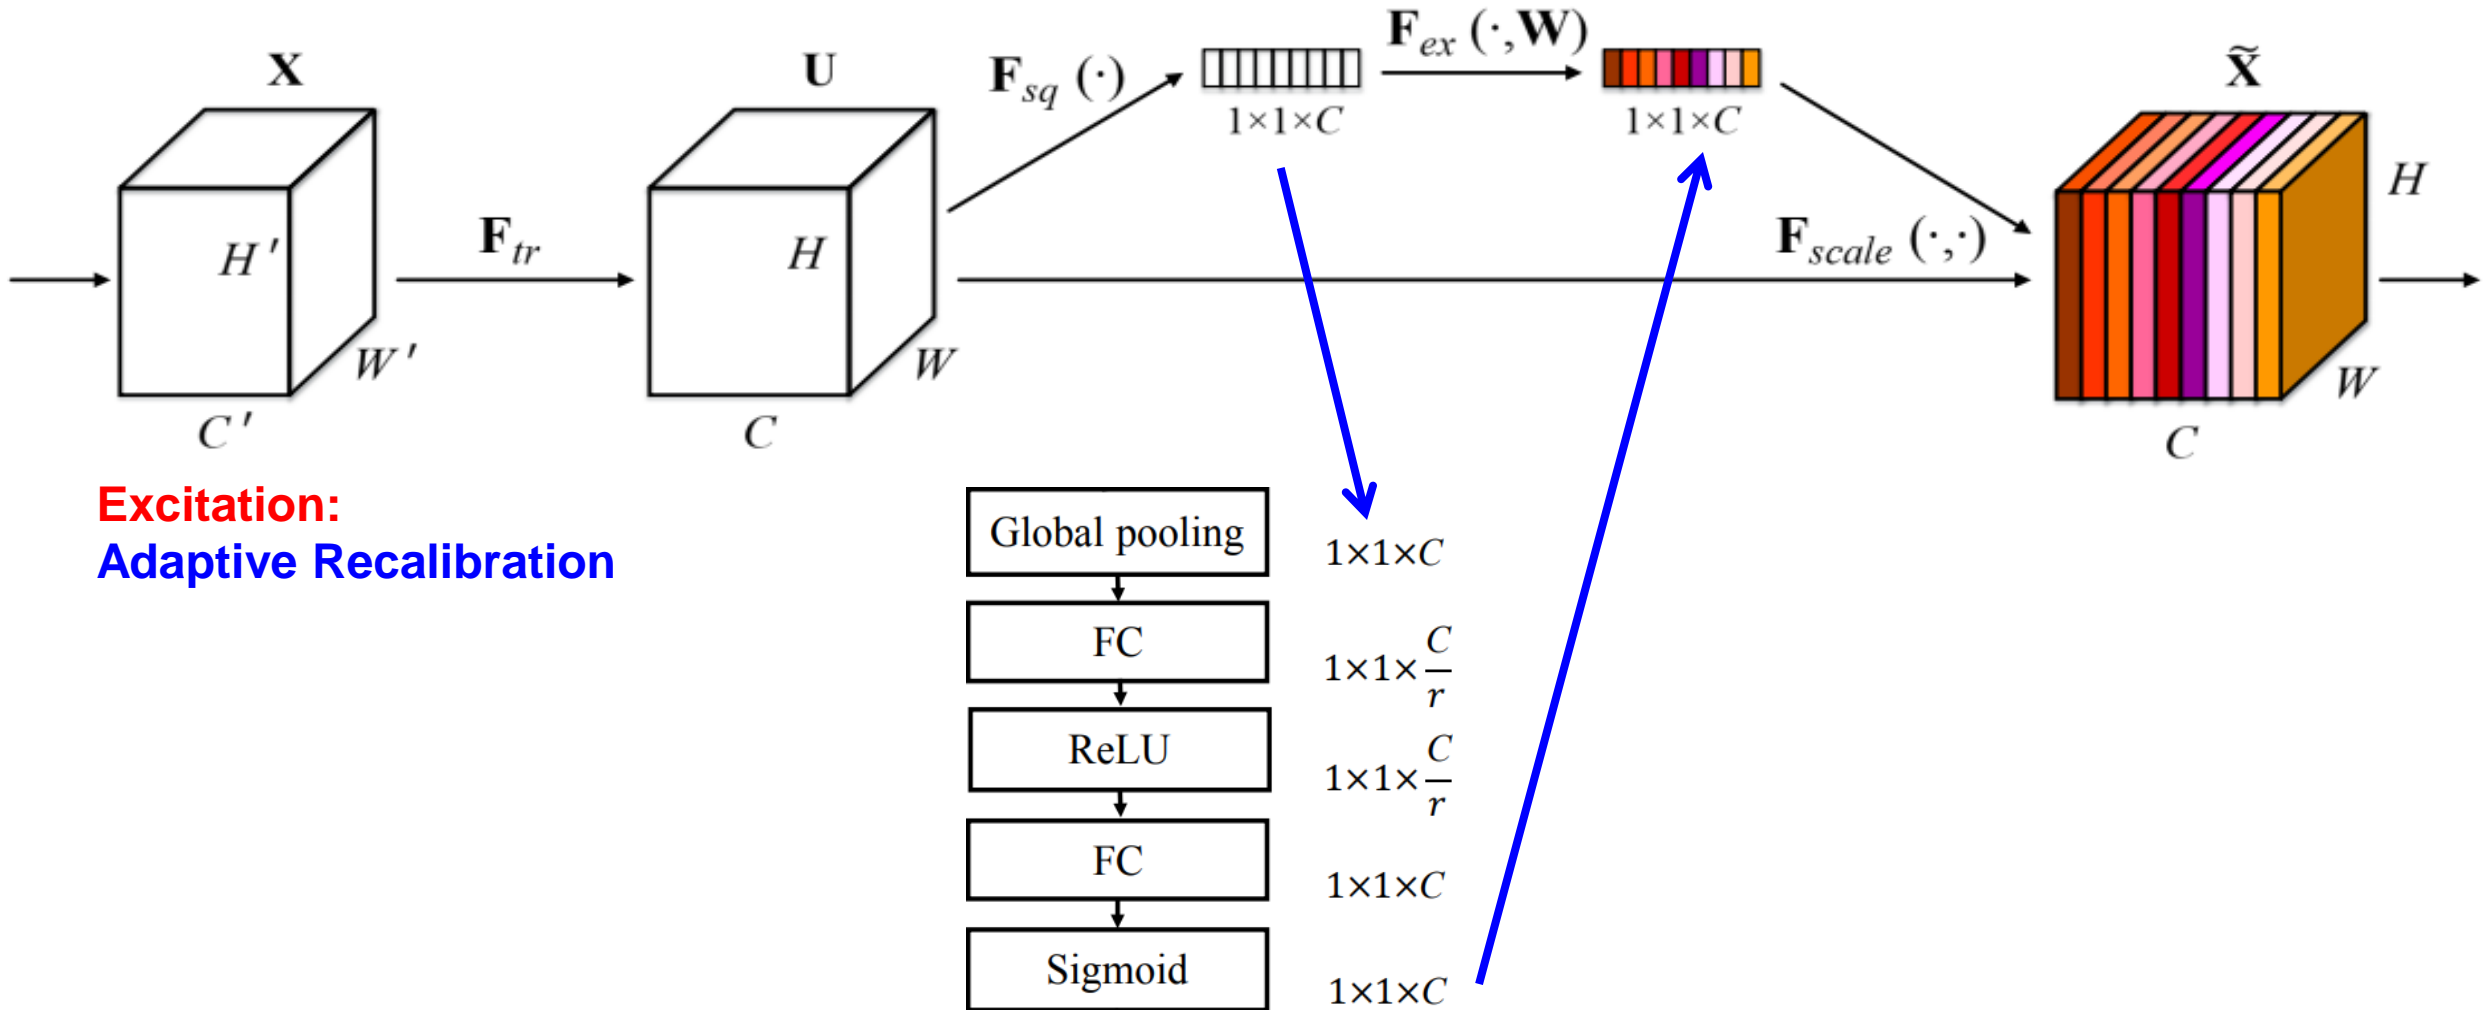 X
U
F_sq (·)
1×1×C
F_ex (·,W)
1×1×C
X̃
H′
W′
C′
F_tr
H
W
C
F_scale (·,·)
H
W
C
Excitation:
Adaptive Recalibration
Global pooling
1×1×C
FC
1×1×C/r
ReLU
1×1×C/r
FC
1×1×C
Sigmoid
1×1×C